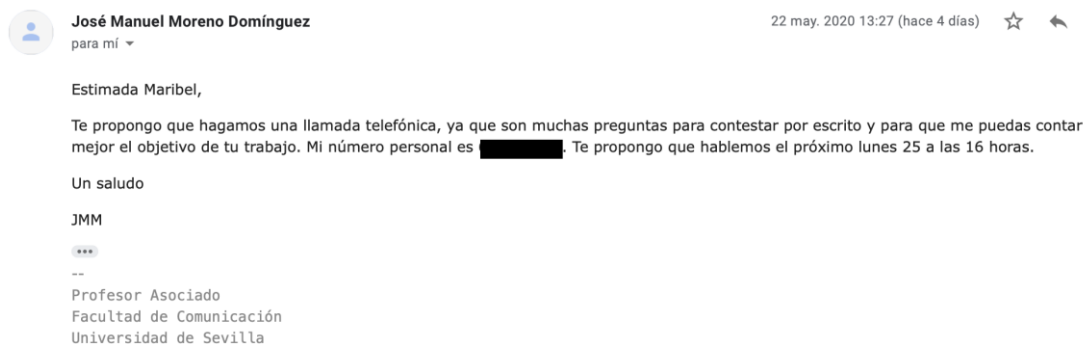 José Manuel Moreno Domínguez
22 may. 2020 13:27 (hace 4 días)
para mí
Estimada Maribel,
Te propongo que hagamos una llamada telefónica, ya que son muchas preguntas para contestar por escrito y para que me puedas contar
mejor el objetivo de tu trabajo. Mi número personal es . Te propongo que hablemos el próximo lunes 25 a las 16 horas.
Un saludo
JMM
--
Profesor Asociado
Facultad de Comunicación
Universidad de Sevilla